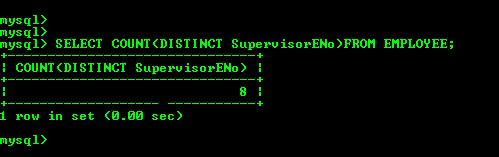 mysql>
mysql>
mysql> SELECT COUNT(DISTINCT SupervisorENo)FROM EMPLOYEE;
+-------------------------------+
| COUNT(DISTINCT SupervisorENo) |
+-------------------------------+
|                             8 |
+------------------- -----------+
1 row in set (0.00 sec)
mysql>